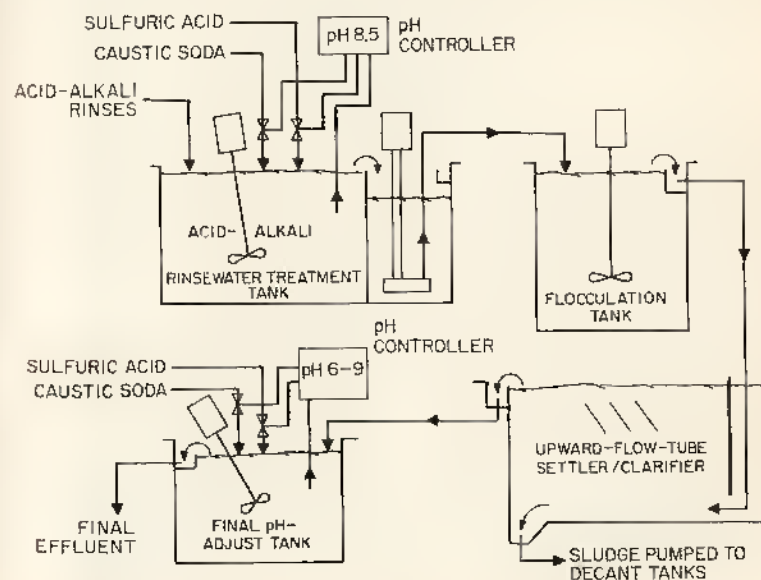 SULFURIC ACID
CAUSTIC SODA
pH 8.5
pH
CONTROLLER
ACID-ALKALI
RINSES
ACID- ALKALI
RINSEWATER TREATMENT
TANK
FLOCCULATION
TANK
pH
CONTROLLER
SULFURIC ACID
CAUSTIC SODA
pH 6-9
UPWARD-FLOW-TUBE
SETTLER/CLARIFIER
FINAL
EFFLUENT
FINAL pH-
ADJUST TANK
SLUDGE PUMPED TO
DECANT TANKS